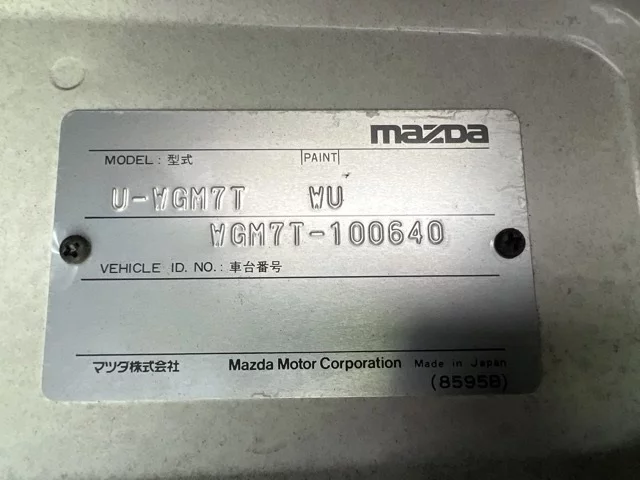 mazda
MODEL : 型式 PAINT
U-WGM7T WU
WGM7T-100640
VEHICLE ID. NO. : 車台番号
マツダ株式会社 Mazda Motor Corporation Made in Japan
(8595B)